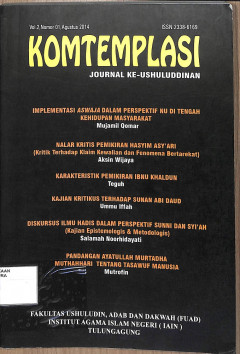 Vol 2, Nomer 01, Agustus 2014
ISSN: 2338-6169
KOMTEMPLASI
JOURNAL KE-USHULUDDINAN
IMPLEMENTASI ASWAJA DALAM PERSPEKTIF NU DI TENGAH
KEHIDUPAN MASYARAKAT
Mujamil Qomar
NALAR KRITIS PEMIKIRAN HASYIM ASY'ARI
(Kritik Terhadap Klaim Kewalian dan Fenomena Bertarekat)
Aksin Wijaya
KARAKTERISTIK PEMIKIRAN IBNU KHALDUN
Teguh
KAJIAN KRITIKUS TERHADAP SUNAN ABI DAUD
Ummu Iffah
DISKURSUS ILMU HADIS DALAM PERSPEKTIF SUNNI DAN SYI'AH
(Kajian Epistemologis & Metodologis)
Salamah Noorhidayati
PANDANGAN AYATULLAH MURTADHA
MUTHAHHARI TENTANG TASAWUF MANUSIA
Mutrofin
FAKULTAS USHULUDIN, ADAB DAN DAKWAH (FUAD)
INSTITUT AGAMA ISLAM NEGERI ( IAIN )
TULUNGAGUNG